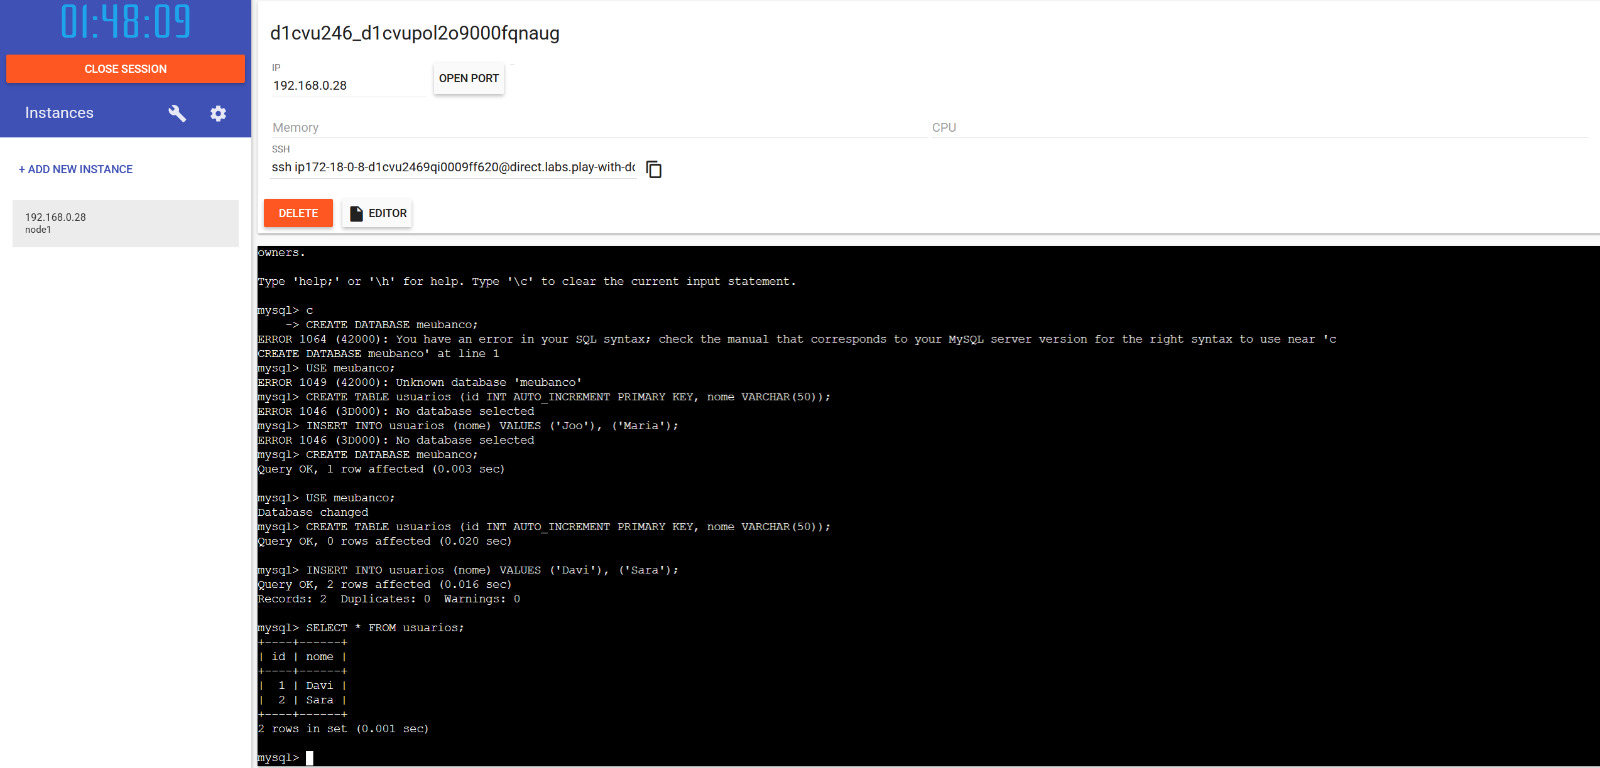 01:48:09
CLOSE SESSION
Instances
+ ADD NEW INSTANCE
192.168.0.28
node1
d1cvu246_d1cvupol2o9000fqnaug
IP
192.168.0.28
OPEN PORT
Memory
CPU
SSH
ssh ip172-18-0-8-d1cvu2469qi0009ff620@direct.labs.play-with-dc
DELETE
EDITOR
owners.
Type 'help;' or '\h' for help. Type '\c' to clear the current input statement.
mysql> c
    -> CREATE DATABASE meubanco;
ERROR 1064 (42000): You have an error in your SQL syntax; check the manual that corresponds to your MySQL server version for the right syntax to use near 'c
CREATE DATABASE meubanco' at line 1
mysql> USE meubanco;
ERROR 1049 (42000): Unknown database 'meubanco'
mysql> CREATE TABLE usuarios (id INT AUTO_INCREMENT PRIMARY KEY, nome VARCHAR(50));
ERROR 1046 (3D000): No database selected
mysql> INSERT INTO usuarios (nome) VALUES ('Joo'), ('Maria');
ERROR 1046 (3D000): No database selected
mysql> CREATE DATABASE meubanco;
Query OK, 1 row affected (0.003 sec)
mysql> USE meubanco;
Database changed
mysql> CREATE TABLE usuarios (id INT AUTO_INCREMENT PRIMARY KEY, nome VARCHAR(50));
Query OK, 0 rows affected (0.020 sec)
mysql> INSERT INTO usuarios (nome) VALUES ('Davi'), ('Sara');
Query OK, 2 rows affected (0.016 sec)
Records: 2  Duplicates: 0  Warnings: 0
mysql> SELECT * FROM usuarios;
+----+------+
| id | nome |
+----+------+
|  1 | Davi |
|  2 | Sara |
+----+------+
2 rows in set (0.001 sec)
mysql>